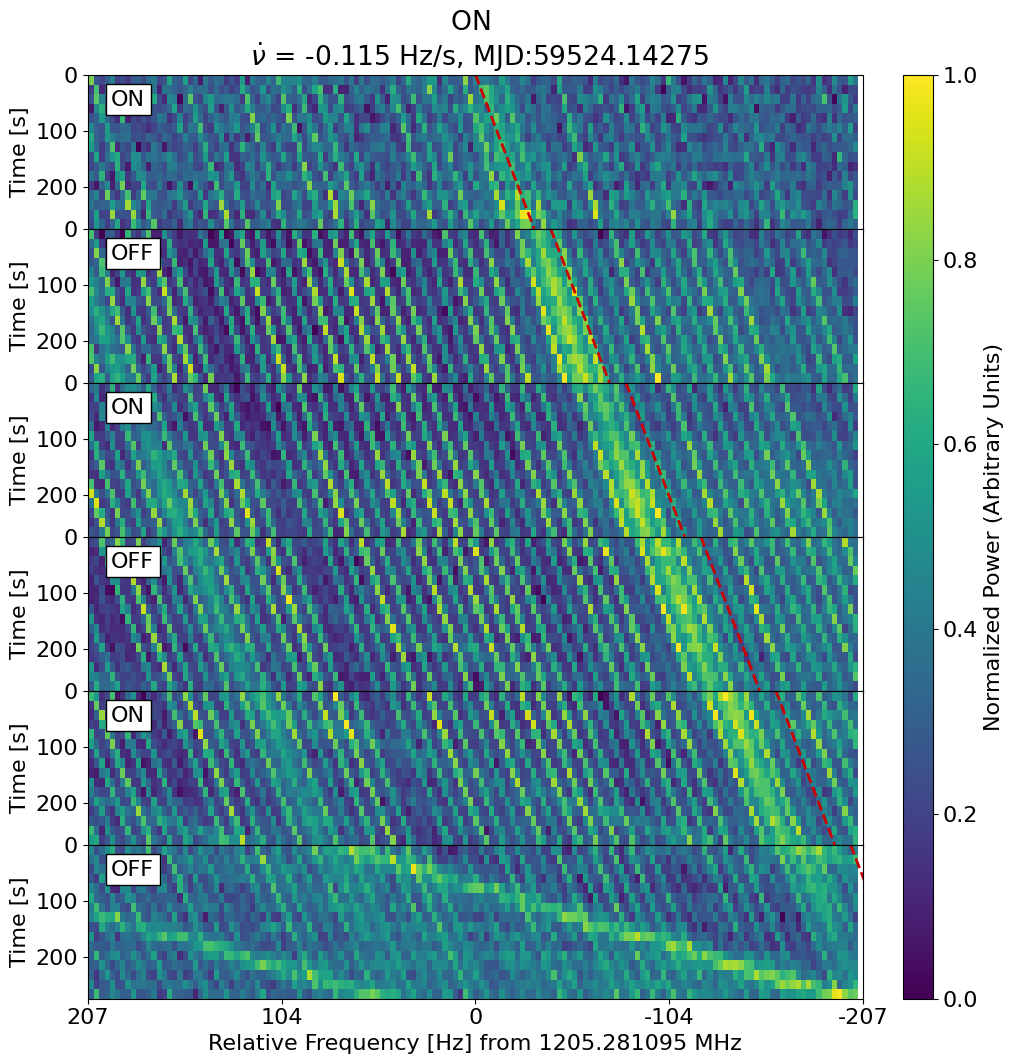 ON
ν̇ = -0.115 Hz/s, MJD:59524.14275
0
ON
100
200
Time [s]
0
OFF
100
200
Time [s]
0
ON
100
200
Time [s]
0
OFF
100
200
Time [s]
0
ON
100
200
Time [s]
0
OFF
100
200
Time [s]
207 104 0 -104 -207
Relative Frequency [Hz] from 1205.281095 MHz
1.0
0.8
0.6
0.4
0.2
0.0
Normalized Power (Arbitrary Units)